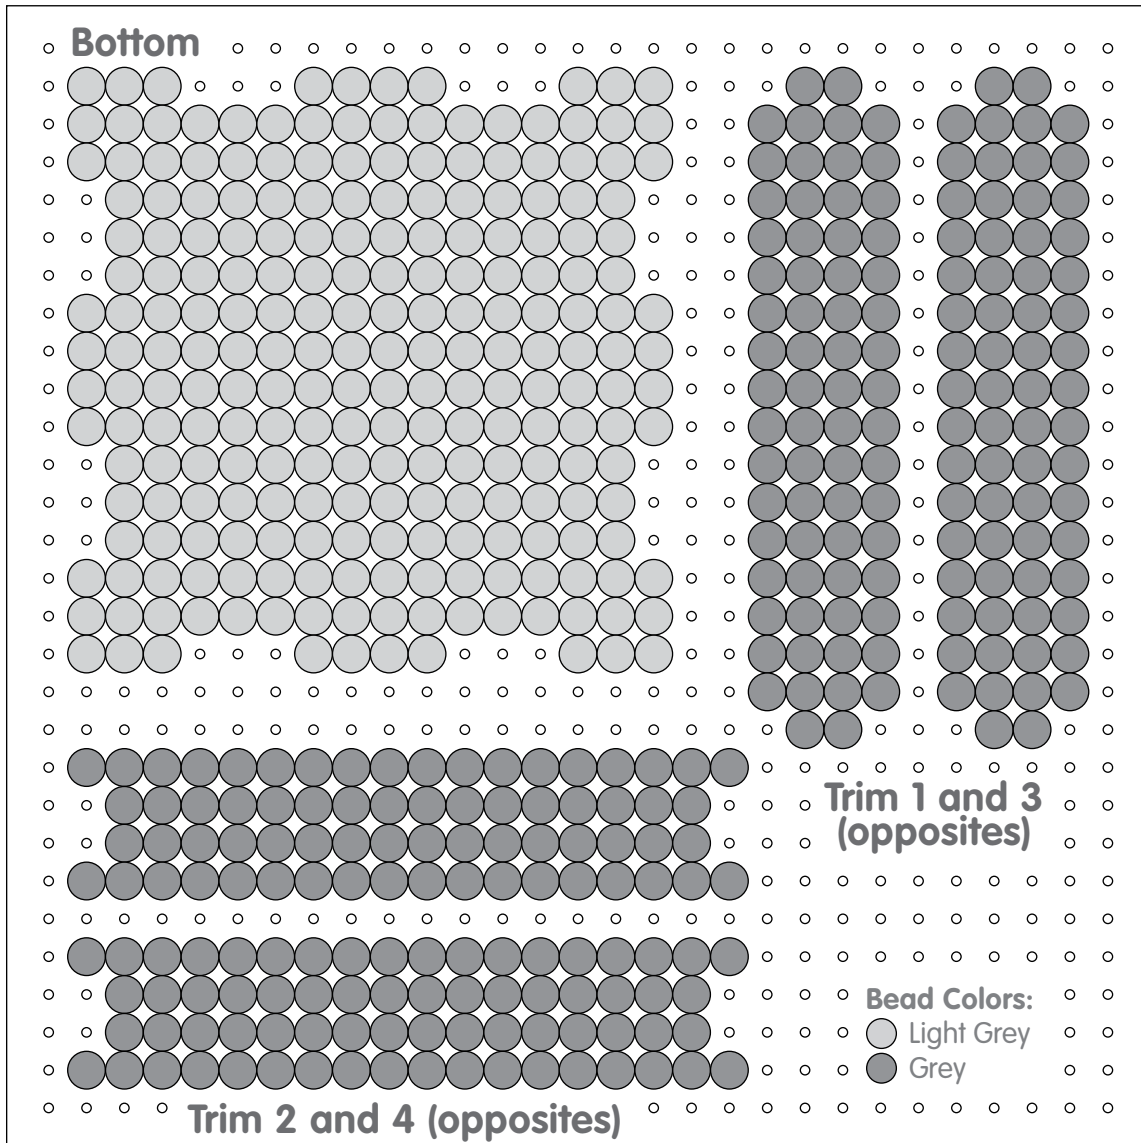 Bottom
Trim 1 and 3
(opposites)
Bead Colors:
Light Grey
Grey
Trim 2 and 4 (opposites)